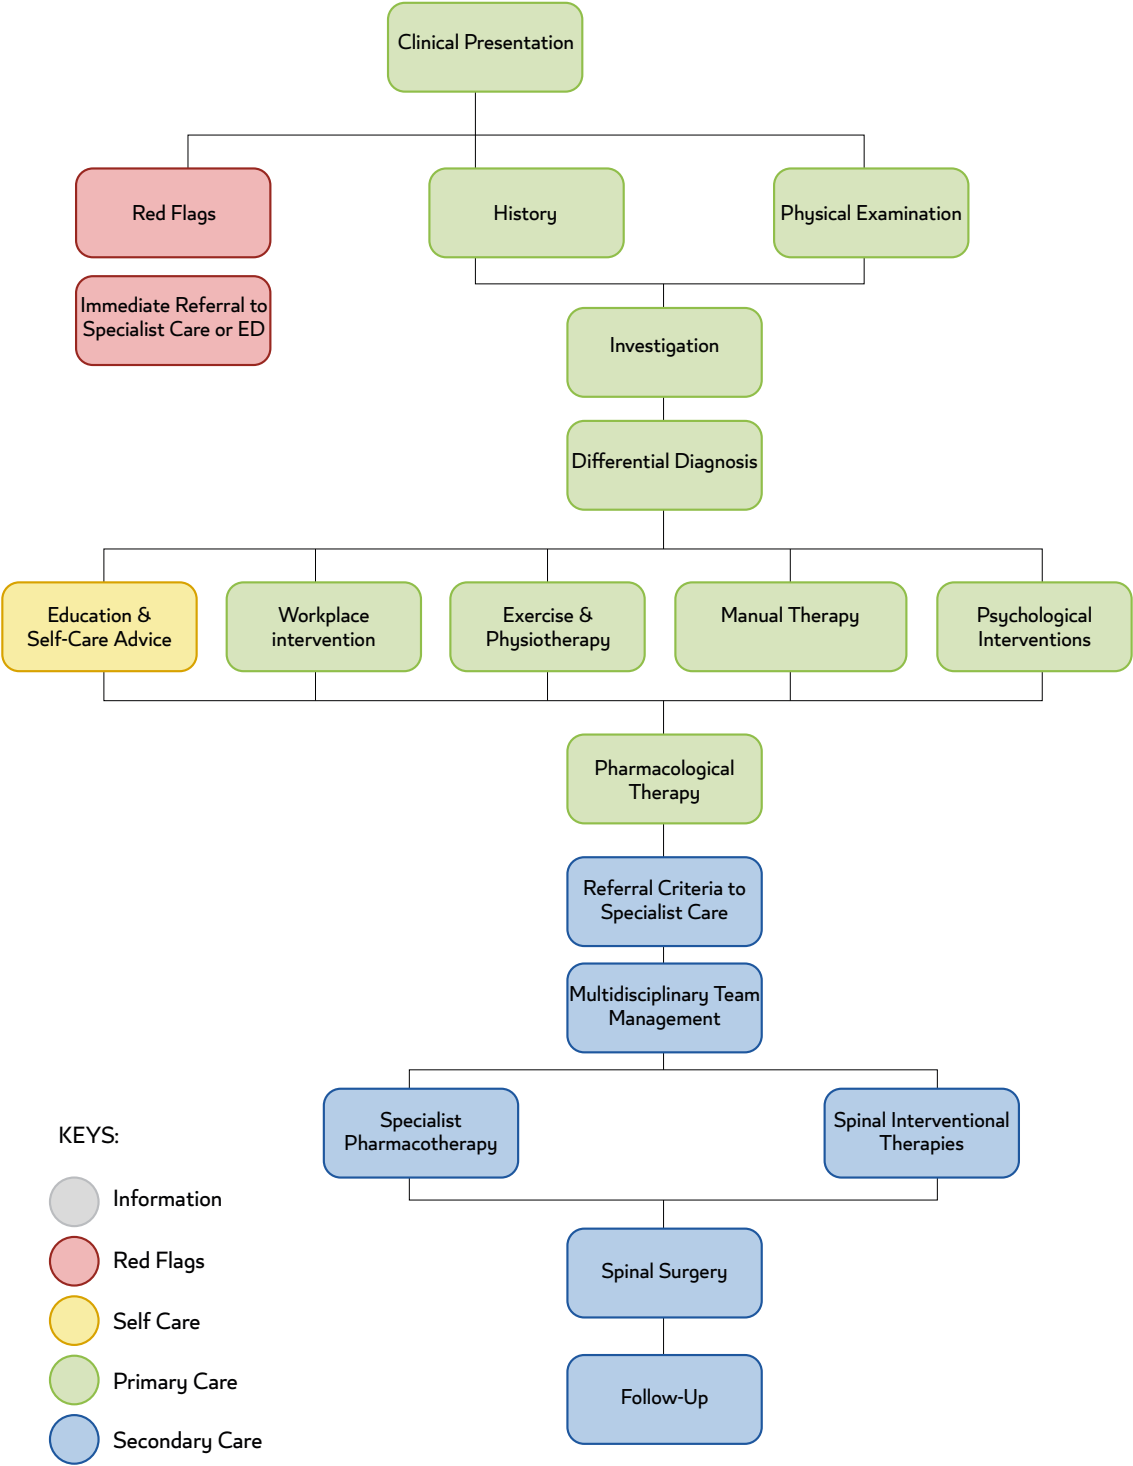 Clinical Presentation
Red Flags
History
Physical Examination
Immediate Referral to
Specialist Care or ED
Investigation
Differential Diagnosis
Education &
Self-Care Advice
Workplace
intervention
Exercise &
Physiotherapy
Manual Therapy
Psychological
Interventions
Pharmacological
Therapy
Referral Criteria to
Specialist Care
Multidisciplinary Team
Management
Specialist
Pharmacotherapy
Spinal Interventional
Therapies
Spinal Surgery
Follow-Up
KEYS:
Information
Red Flags
Self Care
Primary Care
Secondary Care